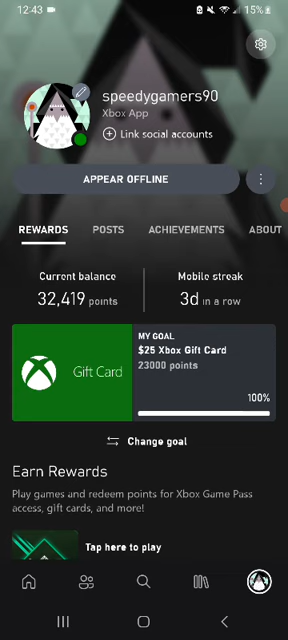 12:43
15%
speedygamers90
Xbox App
Link social accounts
APPEAR OFFLINE
REWARDS POSTS ACHIEVEMENTS ABOUT
Current balance
Mobile streak
32,419 points
3d in a row
MY GOAL
$25 Xbox Gift Card
23000 points
Gift Card
100%
Change goal
Earn Rewards
Play games and redeem points for Xbox Game Pass
access, gift cards, and more!
Tap here to play